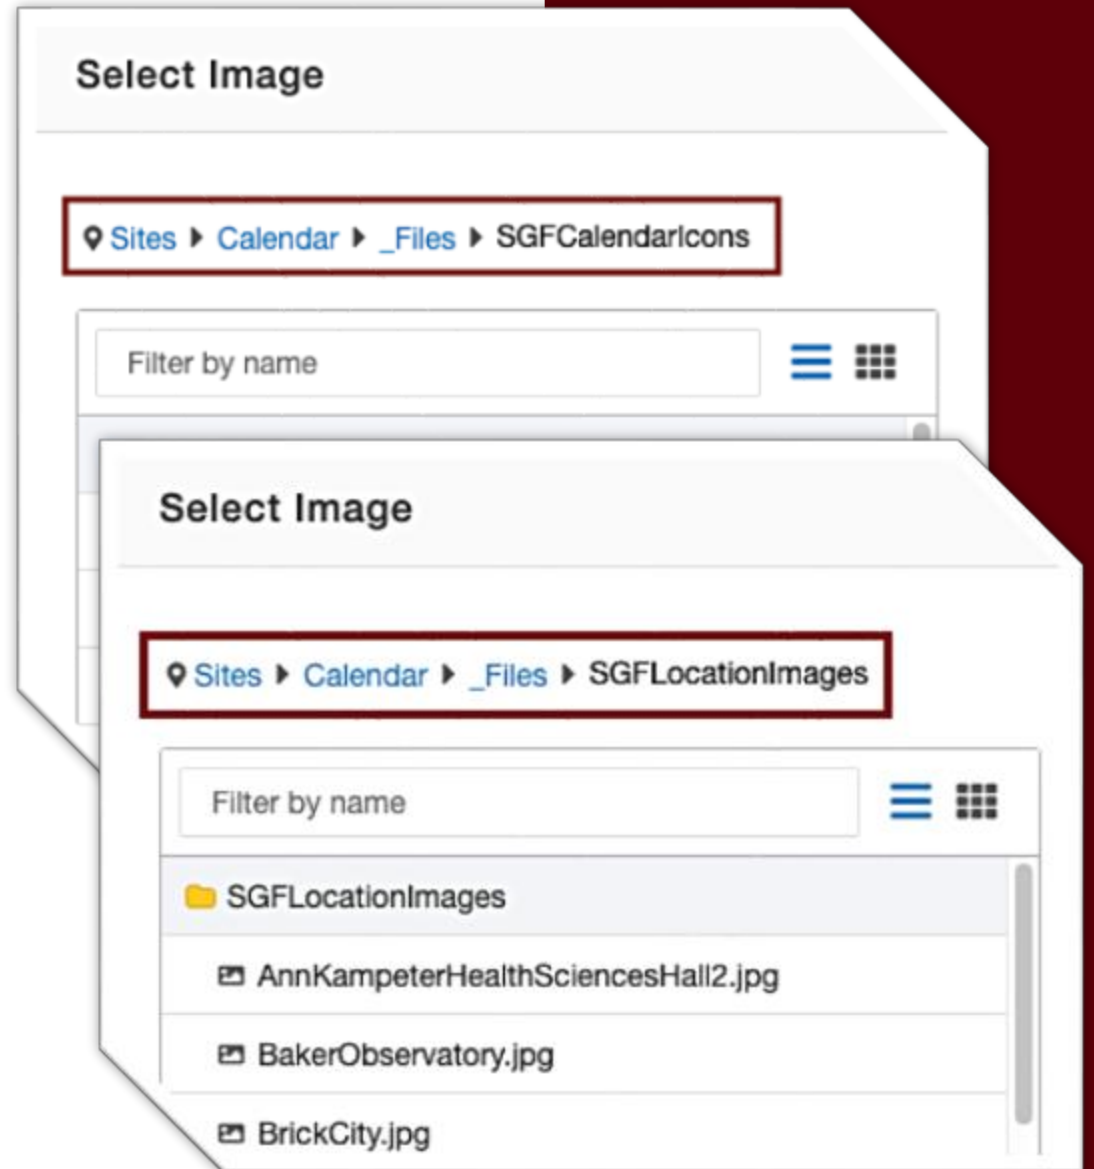 Select Image
Sites Calendar _Files SGFCalendarIcons
Filter by name
Select Image
Sites Calendar _Files SGFLocationImages
Filter by name
SGFLocationImages
AnnKampeterHealthSciencesHall2.jpg
BakerObservatory.jpg
BrickCity.jpg